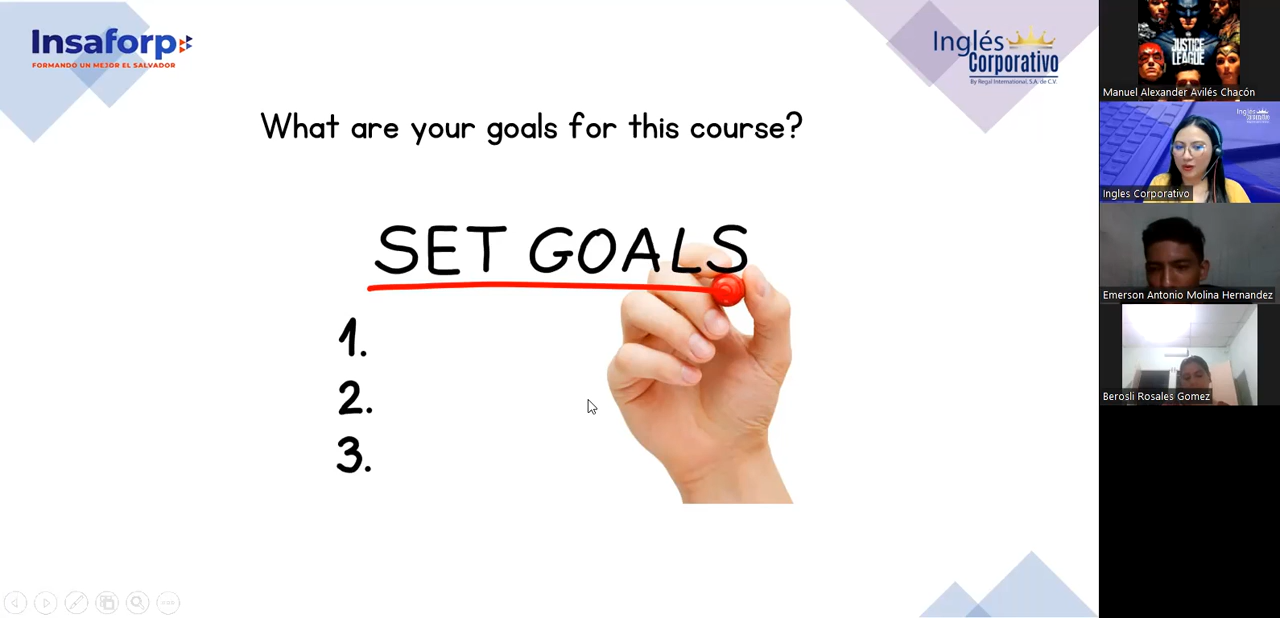 Insaforp
FORMANDO UN MEJOR EL SALVADOR
Inglés
Corporativo
By Regal International, S.A. de C.V.
What are your goals for this course?
SET GOALS
1.
2.
3.
JUSTICE
LEAGUE
Manuel Alexander Avilés Chacón
Inglés
Ingles Corporativo
Emerson Antonio Molina Hernandez
Berosli Rosales Gomez